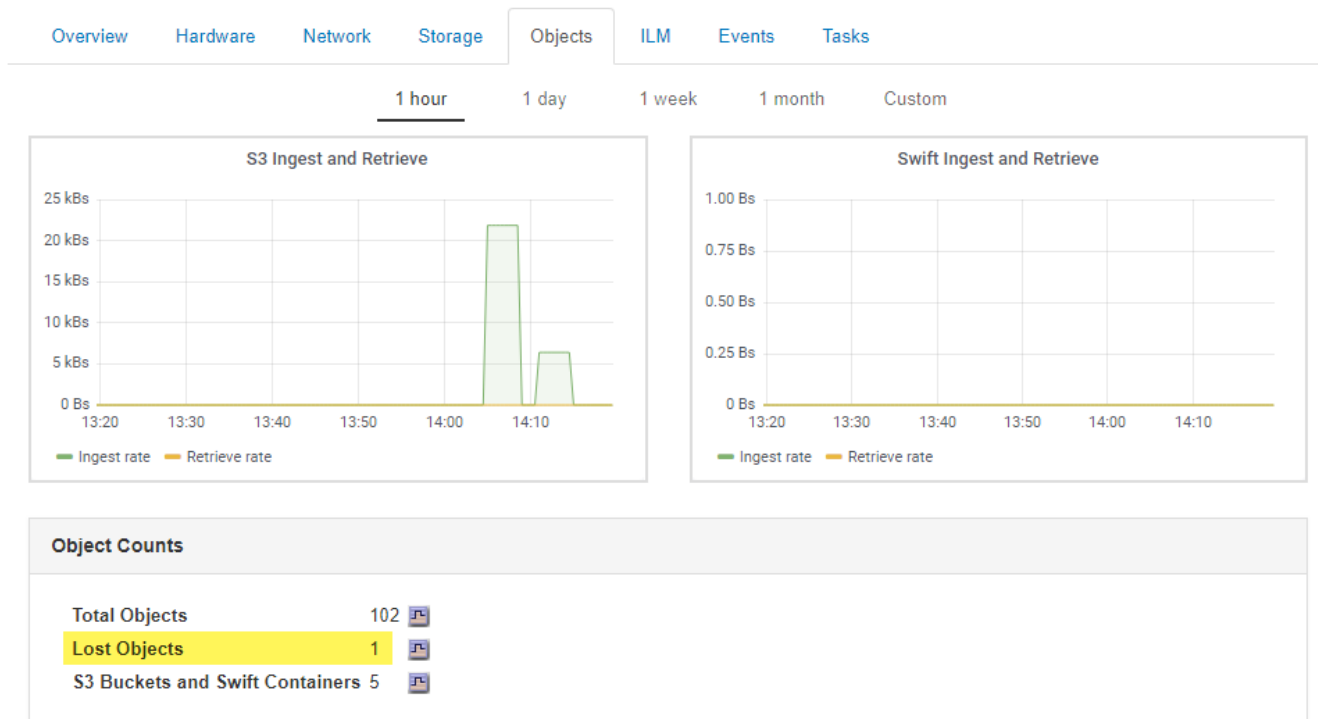 Overview Hardware Network Storage Objects ILM Events Tasks
1 hour 1 day 1 week 1 month Custom
S3 Ingest and Retrieve
25 kBs
20 kBs
15 kBs
10 kBs
5 kBs
0 Bs
13:20 13:30 13:40 13:50 14:00 14:10
Ingest rate Retrieve rate
Swift Ingest and Retrieve
1.00 Bs
0.75 Bs
0.50 Bs
0.25 Bs
0 Bs
13:20 13:30 13:40 13:50 14:00 14:10
Ingest rate Retrieve rate
Object Counts
Total Objects 102
Lost Objects 1
S3 Buckets and Swift Containers 5